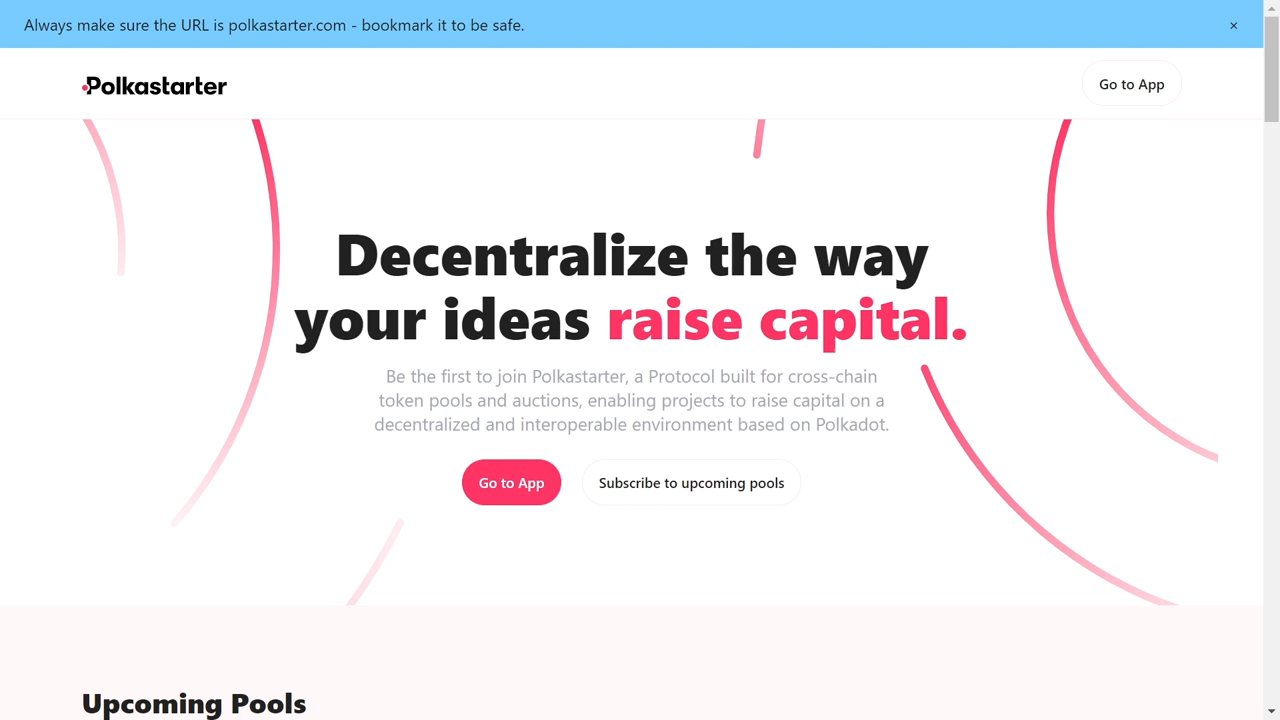 Always make sure the URL is polkastarter.com - bookmark it to be safe.
×
Polkastarter
Go to App
Decentralize the way
your ideas raise capital.
Be the first to join Polkastarter, a Protocol built for cross-chain
token pools and auctions, enabling projects to raise capital on a
decentralized and interoperable environment based on Polkadot.
Go to App
Subscribe to upcoming pools
Upcoming Pools